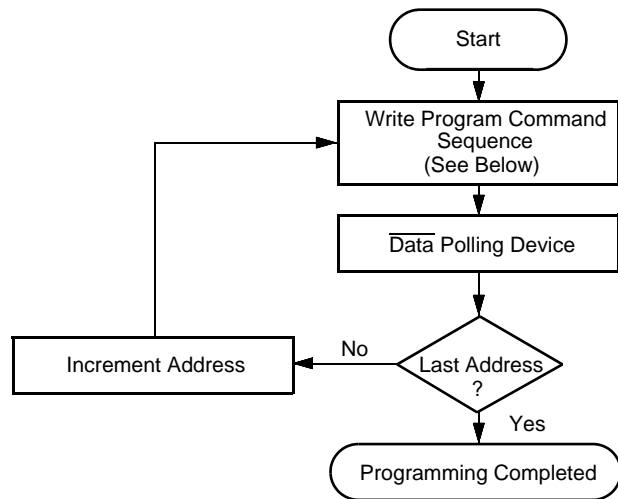 Start
Write Program Command
Sequence
(See Below)
Data Polling Device
No
Increment Address
Last Address
?
Yes
Programming Completed